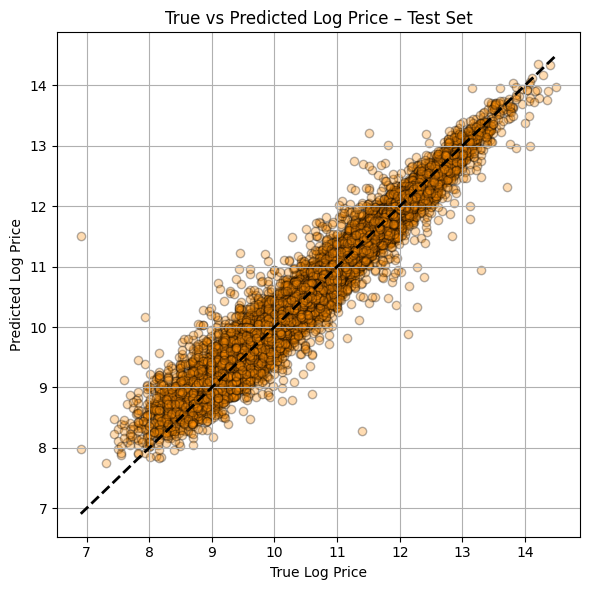 True vs Predicted Log Price – Test Set
Predicted Log Price
14
13
12
11
10
9
8
7
7 8 9 10 11 12 13 14
True Log Price